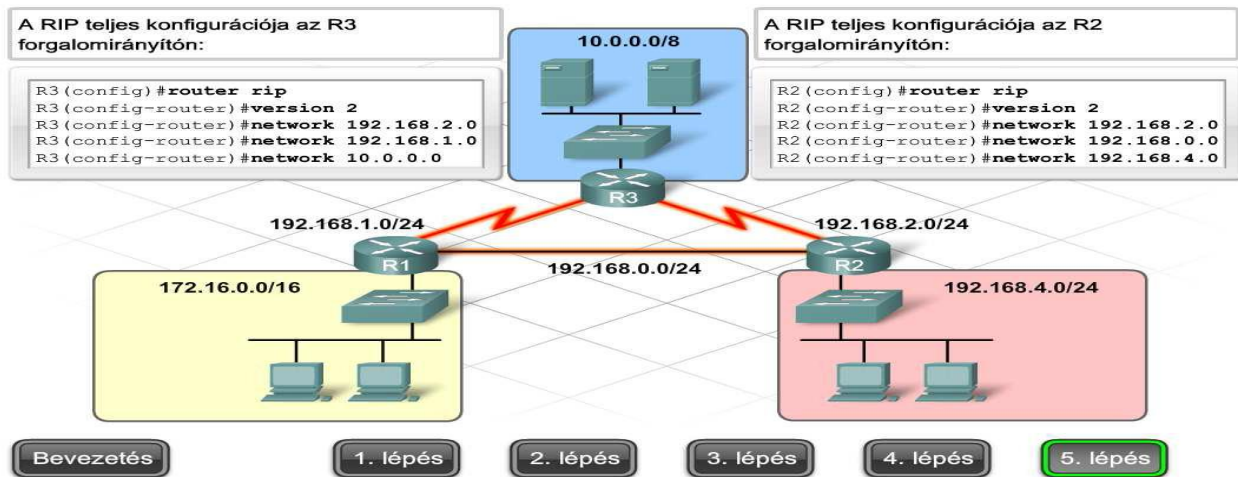 A RIP teljes konfigurációja az R3
forgalomirányítón:
R3(config)#router rip
R3(config-router)#version 2
R3(config-router)#network 192.168.2.0
R3(config-router)#network 192.168.1.0
R3(config-router)#network 10.0.0.0
10.0.0.0/8
A RIP teljes konfigurációja az R2
forgalomirányítón:
R2(config)#router rip
R2(config-router)#version 2
R2(config-router)#network 192.168.2.0
R2(config-router)#network 192.168.0.0
R2(config-router)#network 192.168.4.0
R3
192.168.1.0/24
192.168.2.0/24
R1
192.168.0.0/24
R2
172.16.0.0/16
192.168.4.0/24
Bevezetés
1. lépés
2. lépés
3. lépés
4. lépés
5. lépés